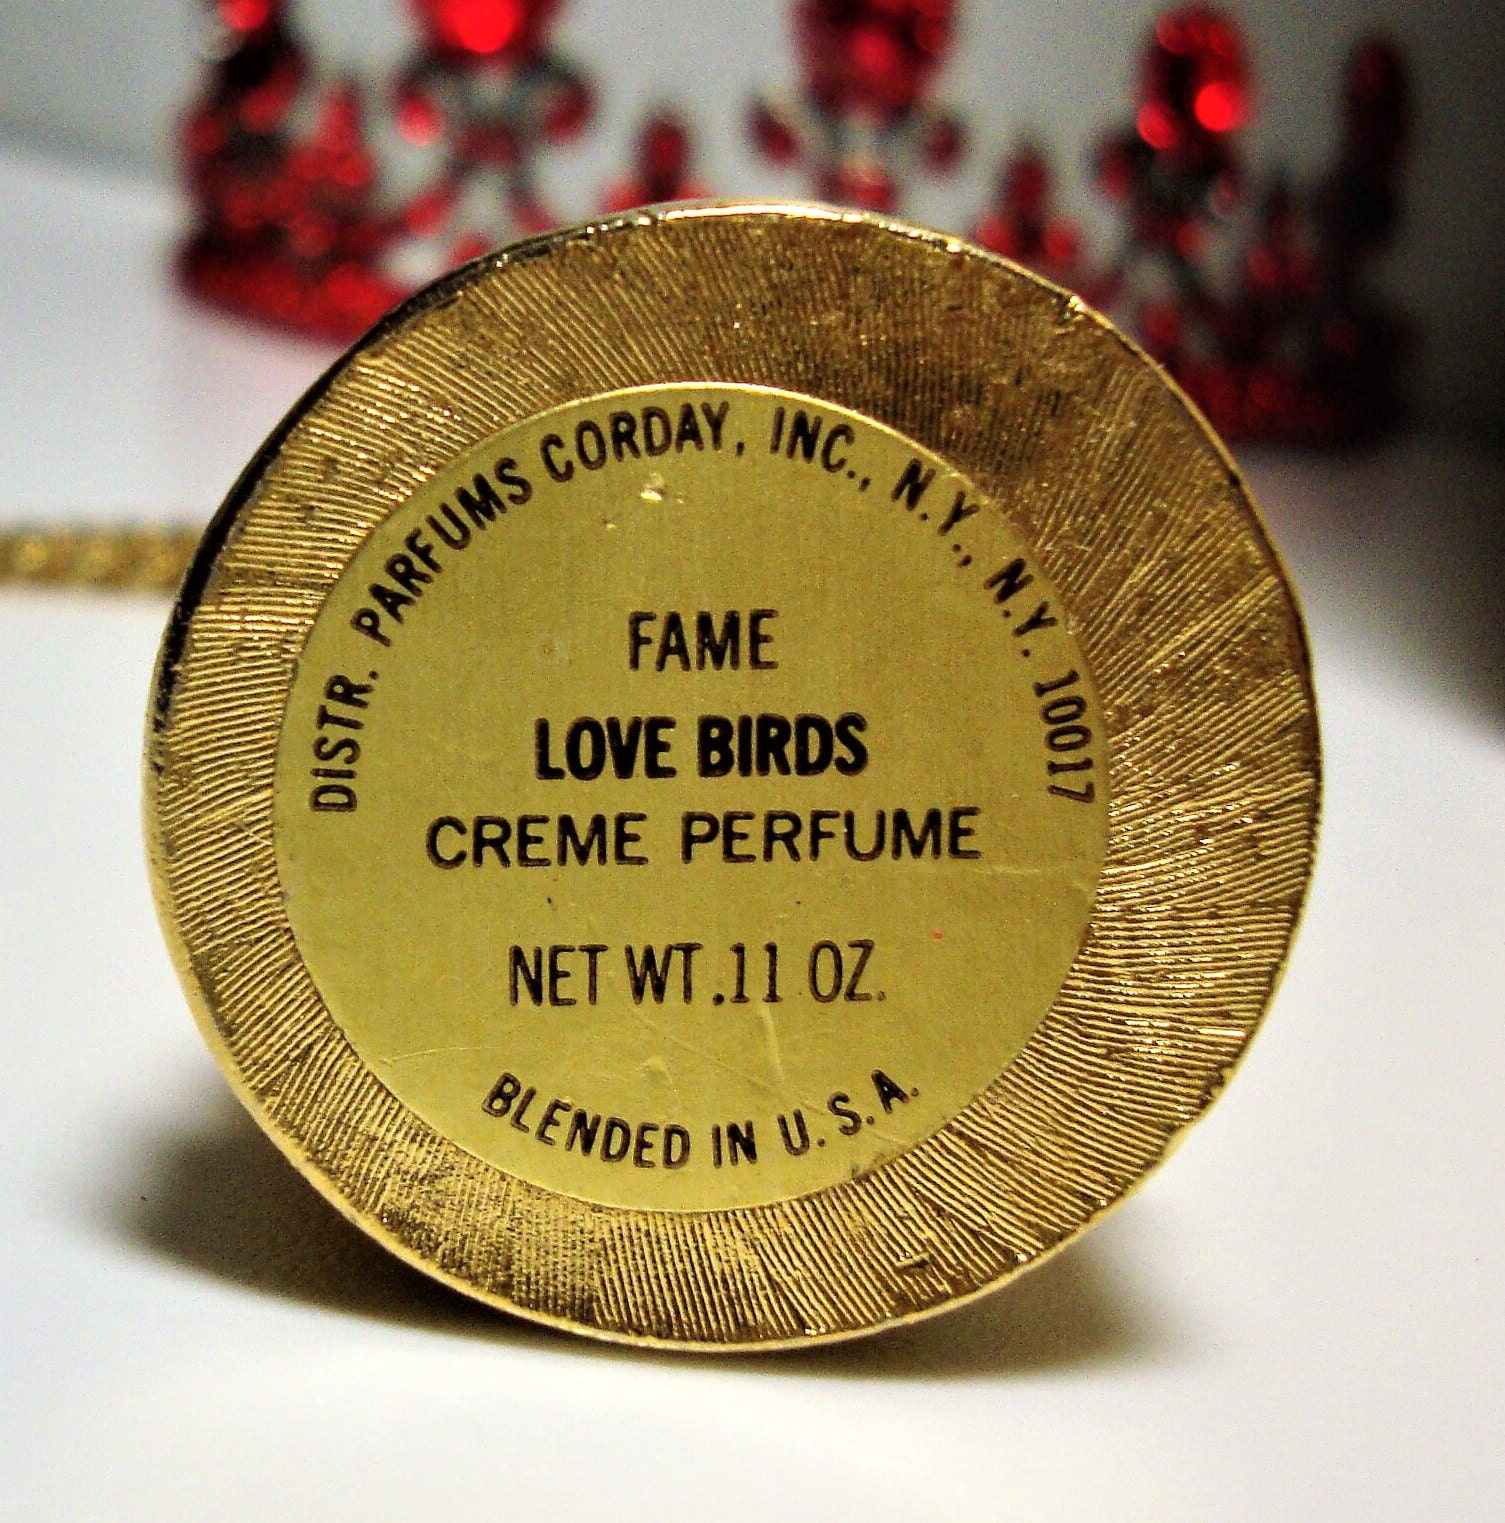 DISTR. PARFUMS CORDAY, INC., N.Y., N.Y. 10017
FAME
LOVE BIRDS
CREME PERFUME
NET WT .11 OZ.
BLENDED IN U.S.A.